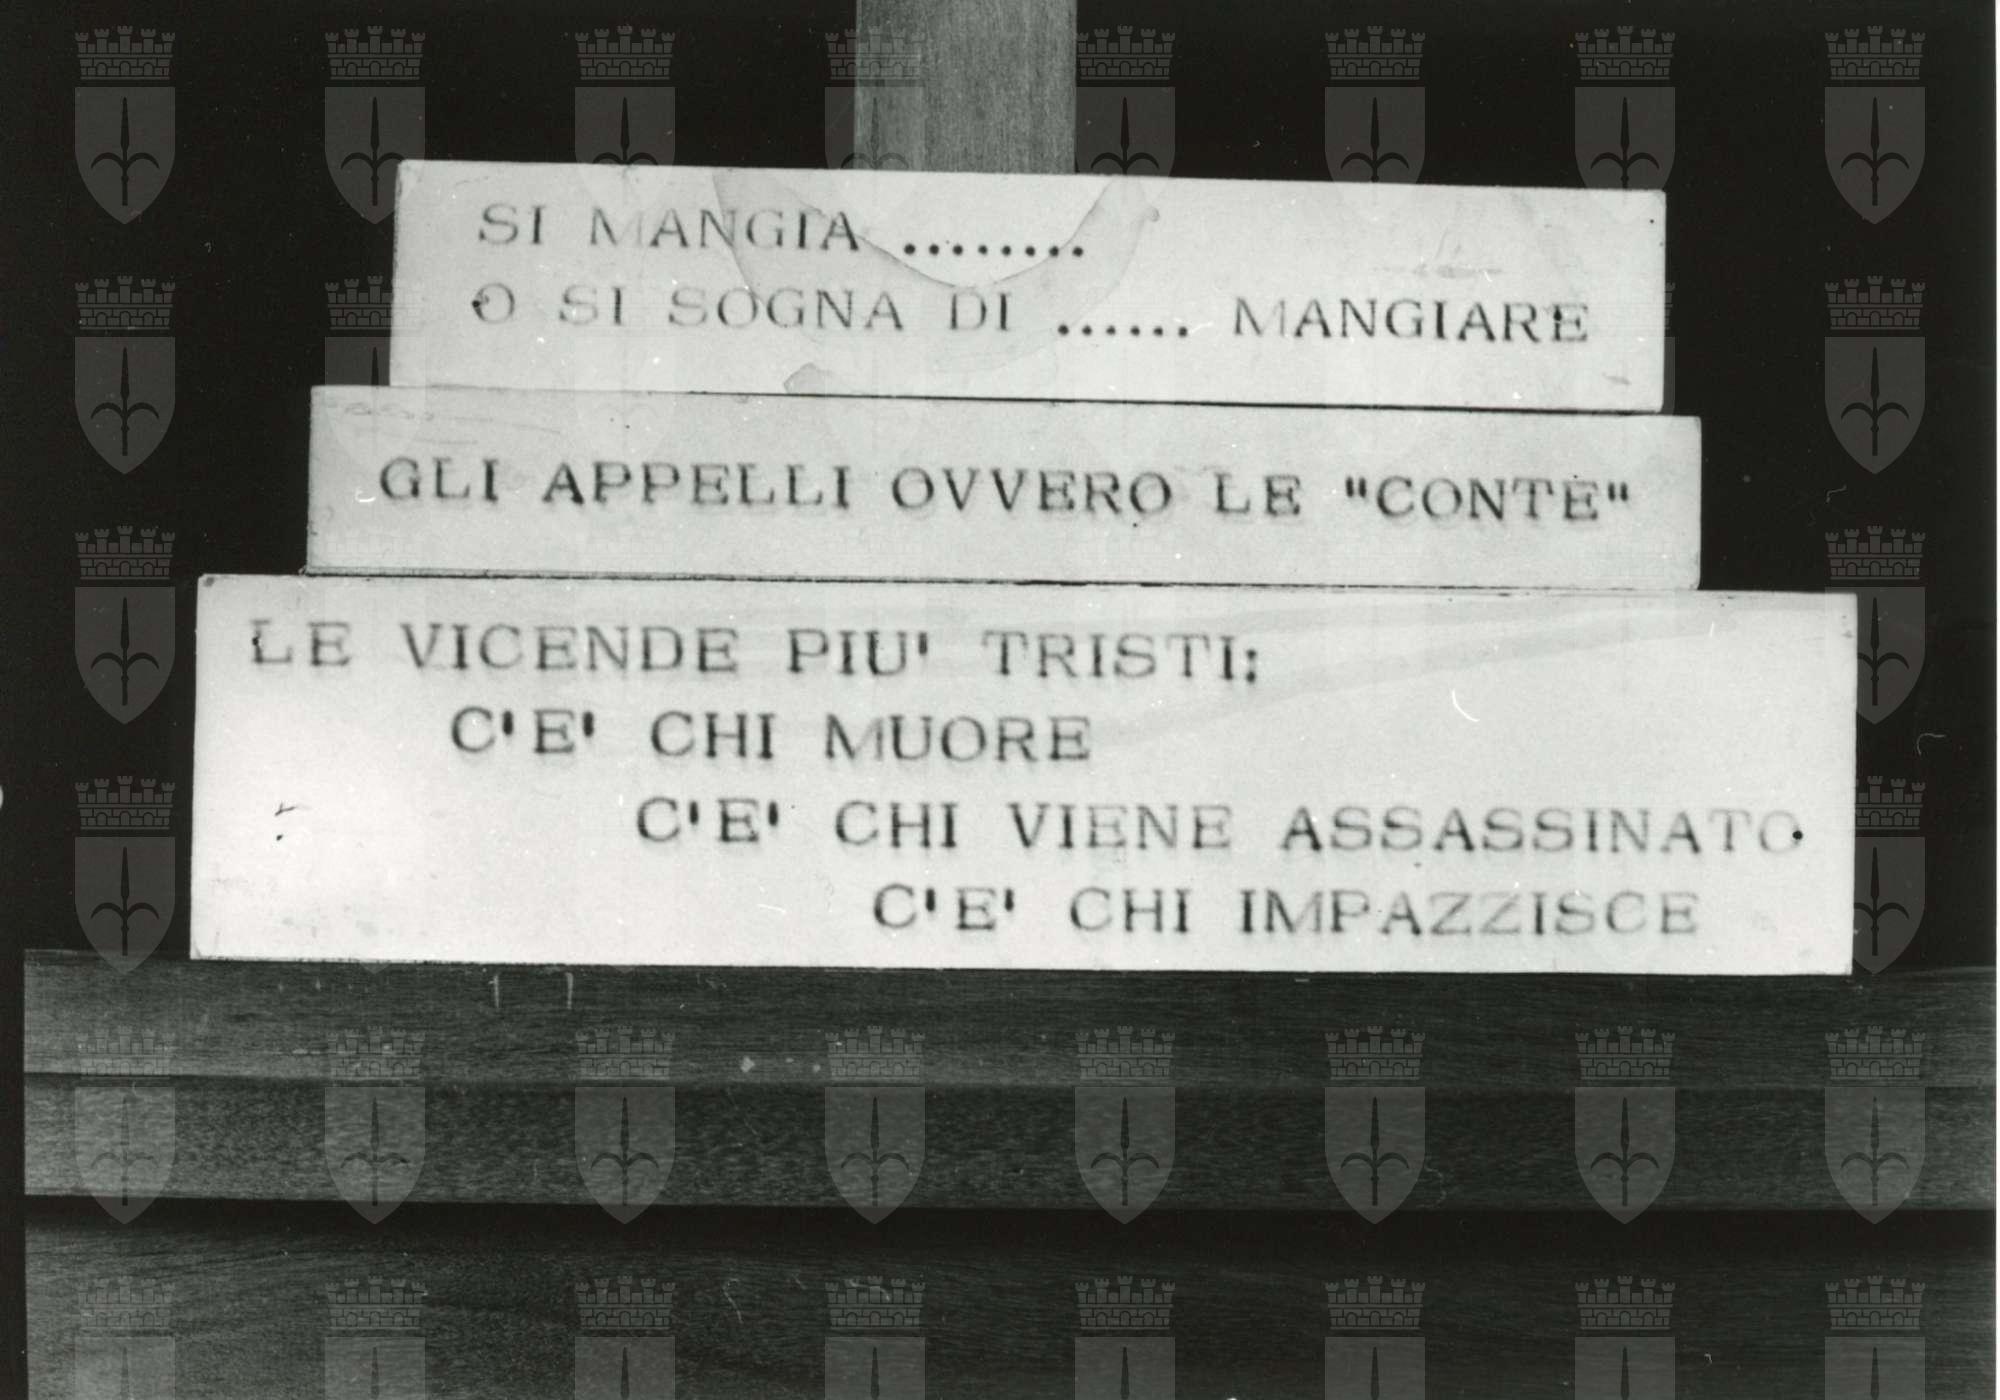 SI MANGIA ........
O SI SOGNA DI ...... MANGIARE
GLI APPELLI OVVERO LE "CONTE"
LE VICENDE PIU' TRISTI:
C'E' CHI MUORE
C'E' CHI VIENE ASSASSINATO
C'E' CHI IMPAZZISCE